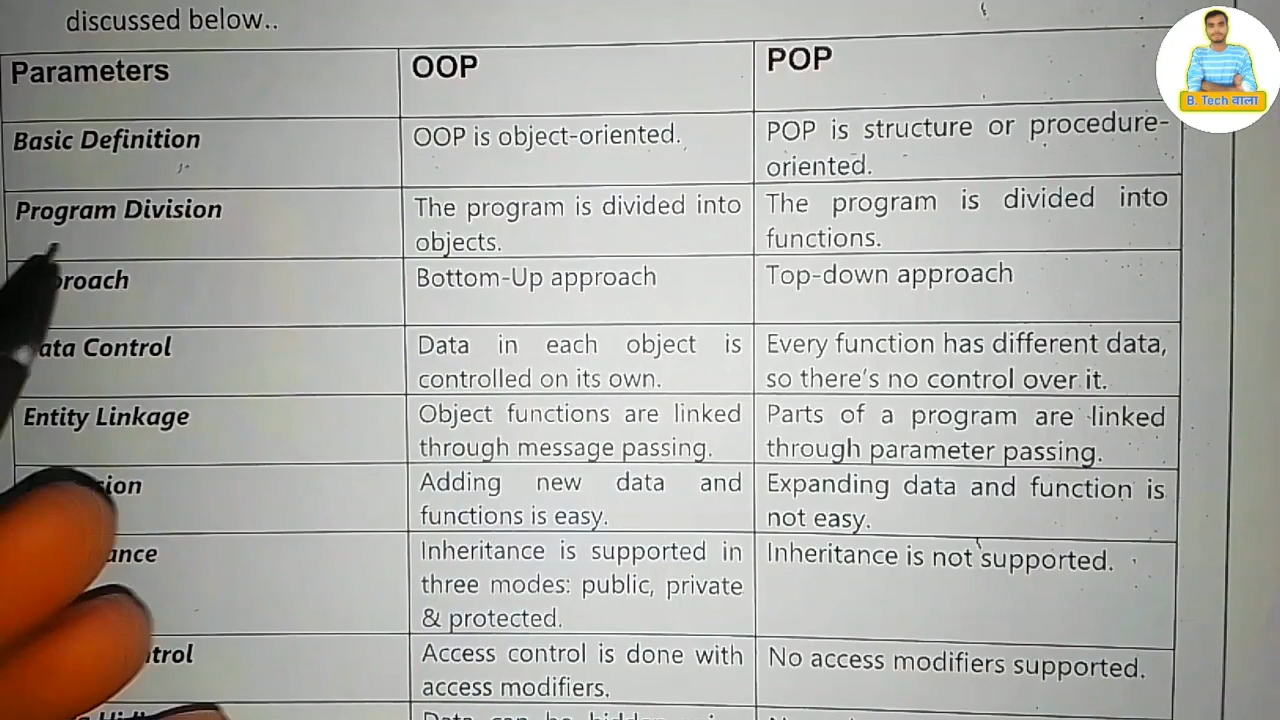 discussed below..
Parameters OOP POP
Basic Definition OOP is object-oriented. POP is structure or procedure-
oriented.
Program Division The program is divided into The program is divided into
objects. functions.
roach Bottom-Up approach Top-down approach
ata Control Data in each object is Every function has different data,
controlled on its own. so there's no control over it.
Entity Linkage Object functions are linked Parts of a program are linked
through message passing. through parameter passing.
sion Adding new data and Expanding data and function is
functions is easy. not easy.
ance Inheritance is supported in Inheritance is not supported.
three modes: public, private
& protected.
trol Access control is done with No access modifiers supported.
access modifiers.
B. Tech वाला